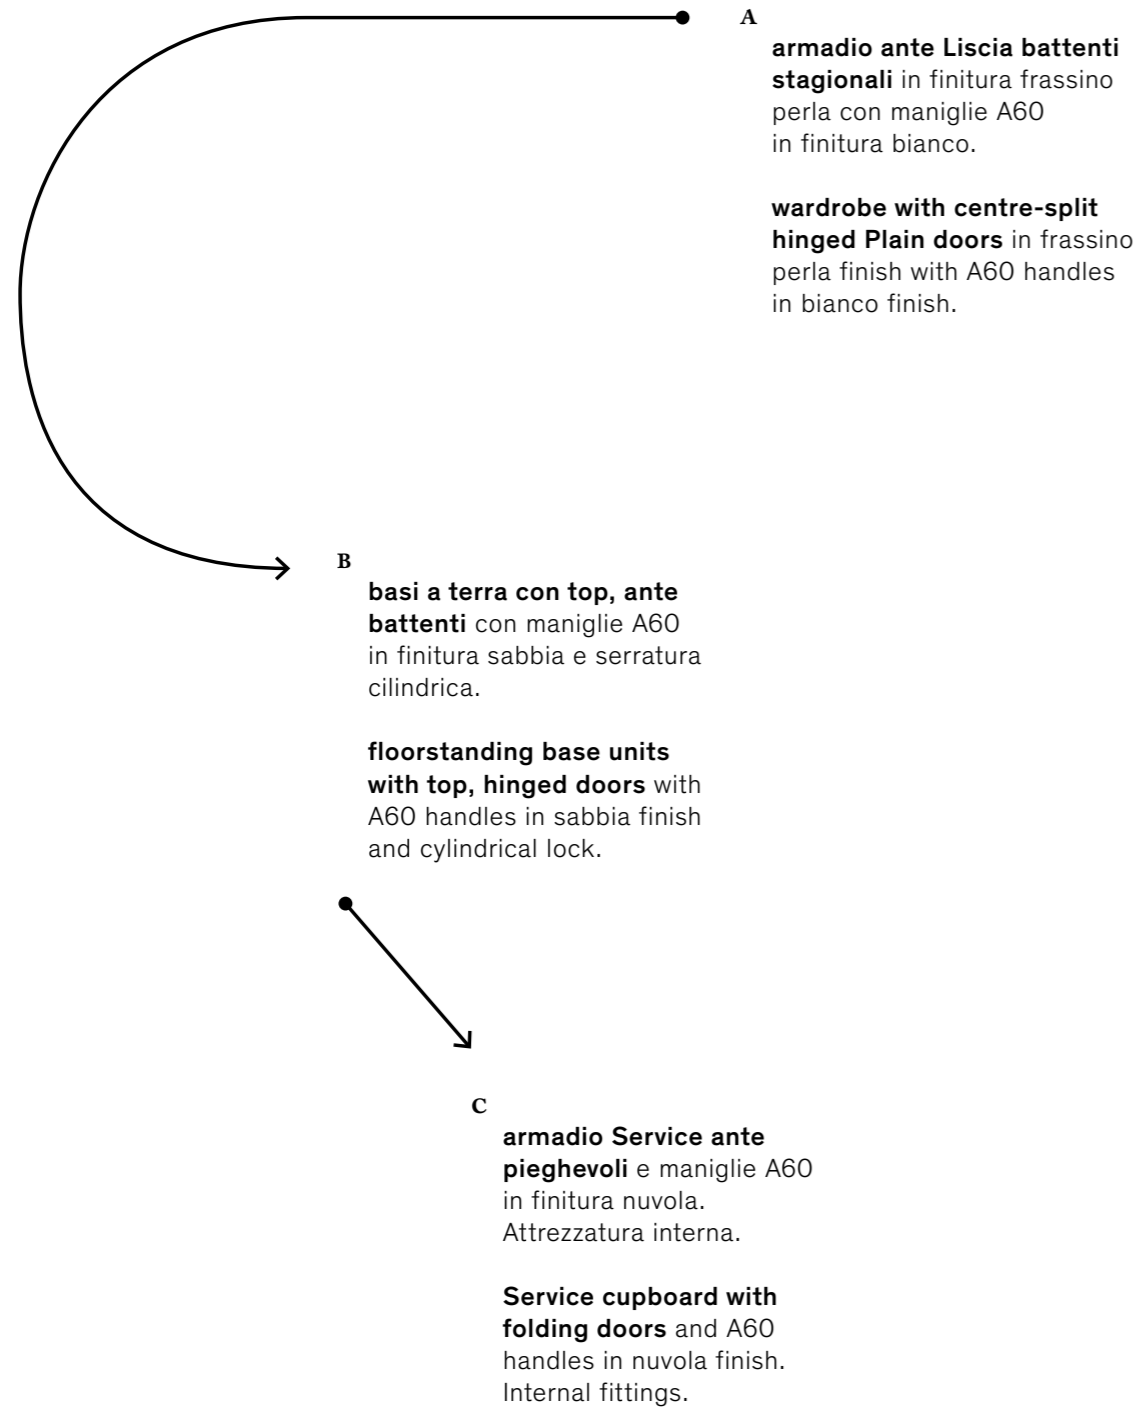 A
armadio ante Liscia battenti
stagionali in finitura frassino
perla con maniglie A60
in finitura bianco.
wardrobe with centre-split
hinged Plain doors in frassino
perla finish with A60 handles
in bianco finish.
B
basi a terra con top, ante
battenti con maniglie A60
in finitura sabbia e serratura
cilindrica.
floorstanding base units
with top, hinged doors with
A60 handles in sabbia finish
and cylindrical lock.
C
armadio Service ante
pieghevoli e maniglie A60
in finitura nuvola.
Attrezzatura interna.
Service cupboard with
folding doors and A60
handles in nuvola finish.
Internal fittings.